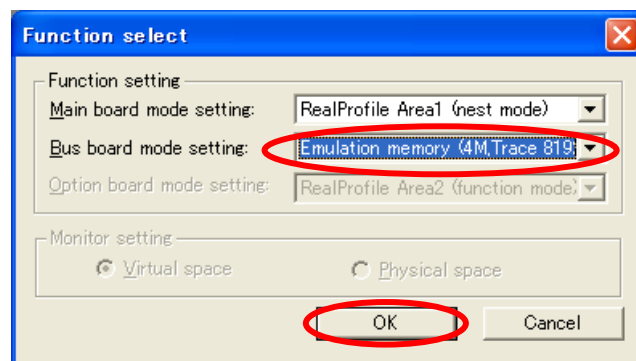 Function select
Function setting
Main board mode setting: RealProfile Area1 (nest mode)
Bus board mode setting: Emulation memory (4M,Trace 819
Option board mode setting: RealProfile Area2 (function mode)
Monitor setting
Virtual space Physical space
OK Cancel